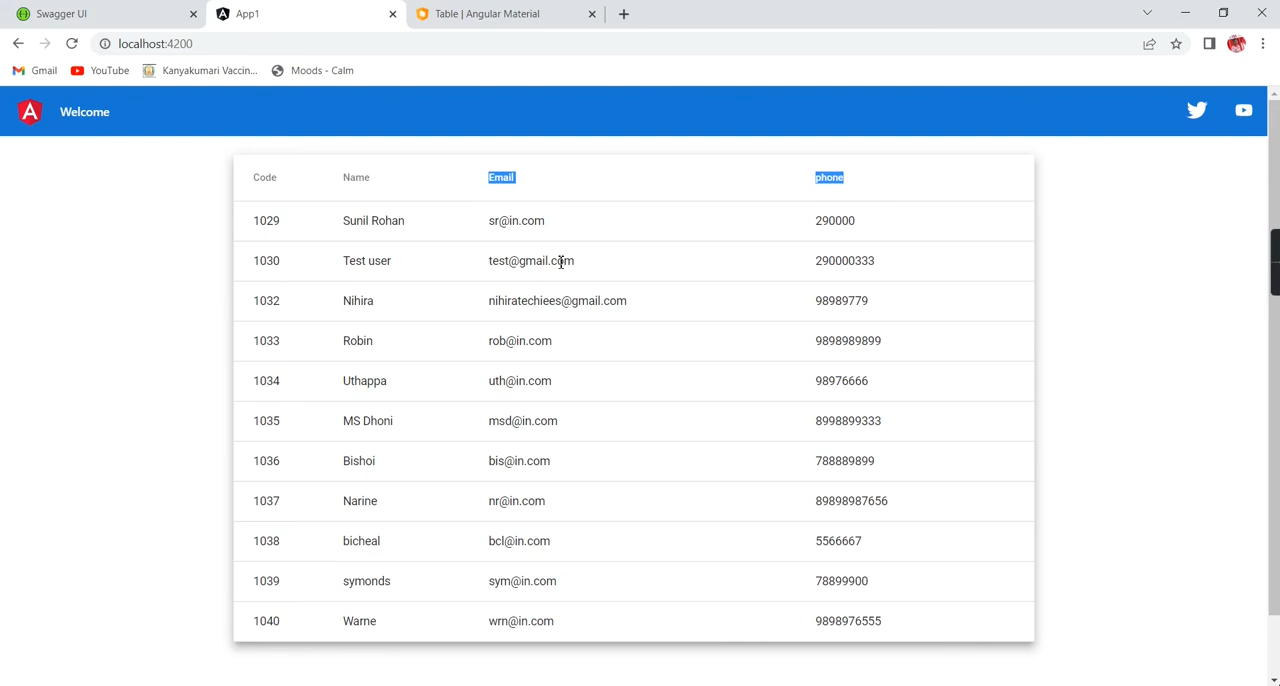 Swagger UI App1 Table | Angular Material
localhost:4200
Gmail YouTube Kanyakumari Vaccin... Moods - Calm
A Welcome
Code Name Email phone
1029 Sunil Rohan sr@in.com 290000
1030 Test user test@gmail.com 290000333
1032 Nihira nihiratechiees@gmail.com 98989779
1033 Robin rob@in.com 9898989899
1034 Uthappa uth@in.com 98976666
1035 MS Dhoni msd@in.com 8998899333
1036 Bishoi bis@in.com 788889899
1037 Narine nr@in.com 89898987656
1038 bicheal bcl@in.com 5566667
1039 symonds sym@in.com 78899900
1040 Warne wrn@in.com 9898976555